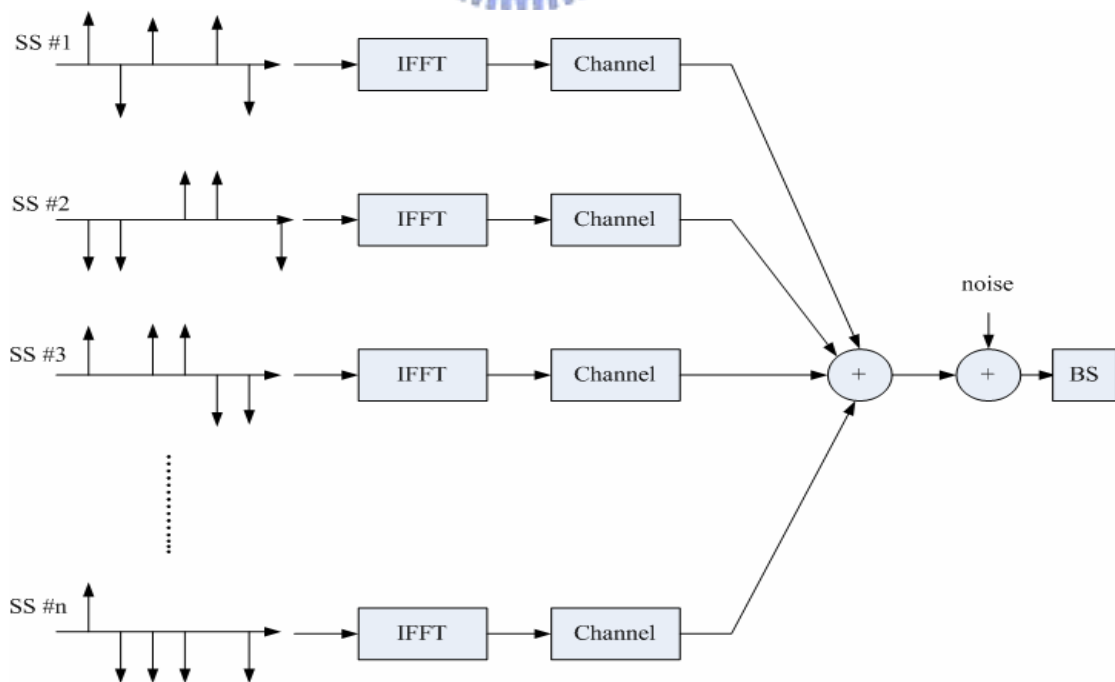 SS #1
IFFT
Channel
SS #2
IFFT
Channel
noise
SS #3
IFFT
Channel
+
+
BS
SS #n
IFFT
Channel